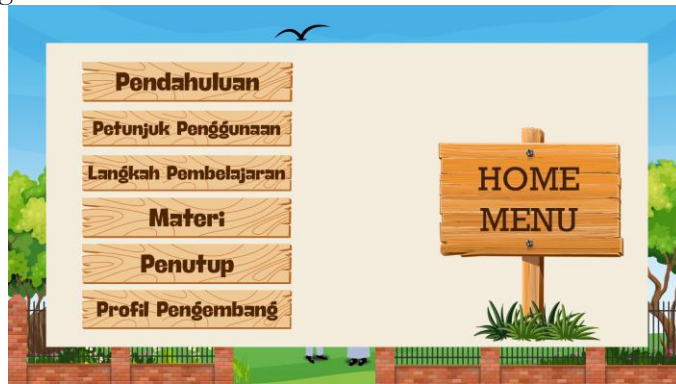 Pendahuluan
Petunjuk Penggunaan
Langkah Pembelajaran
Materi
Penutup
Profil Pengembang
HOME
MENU